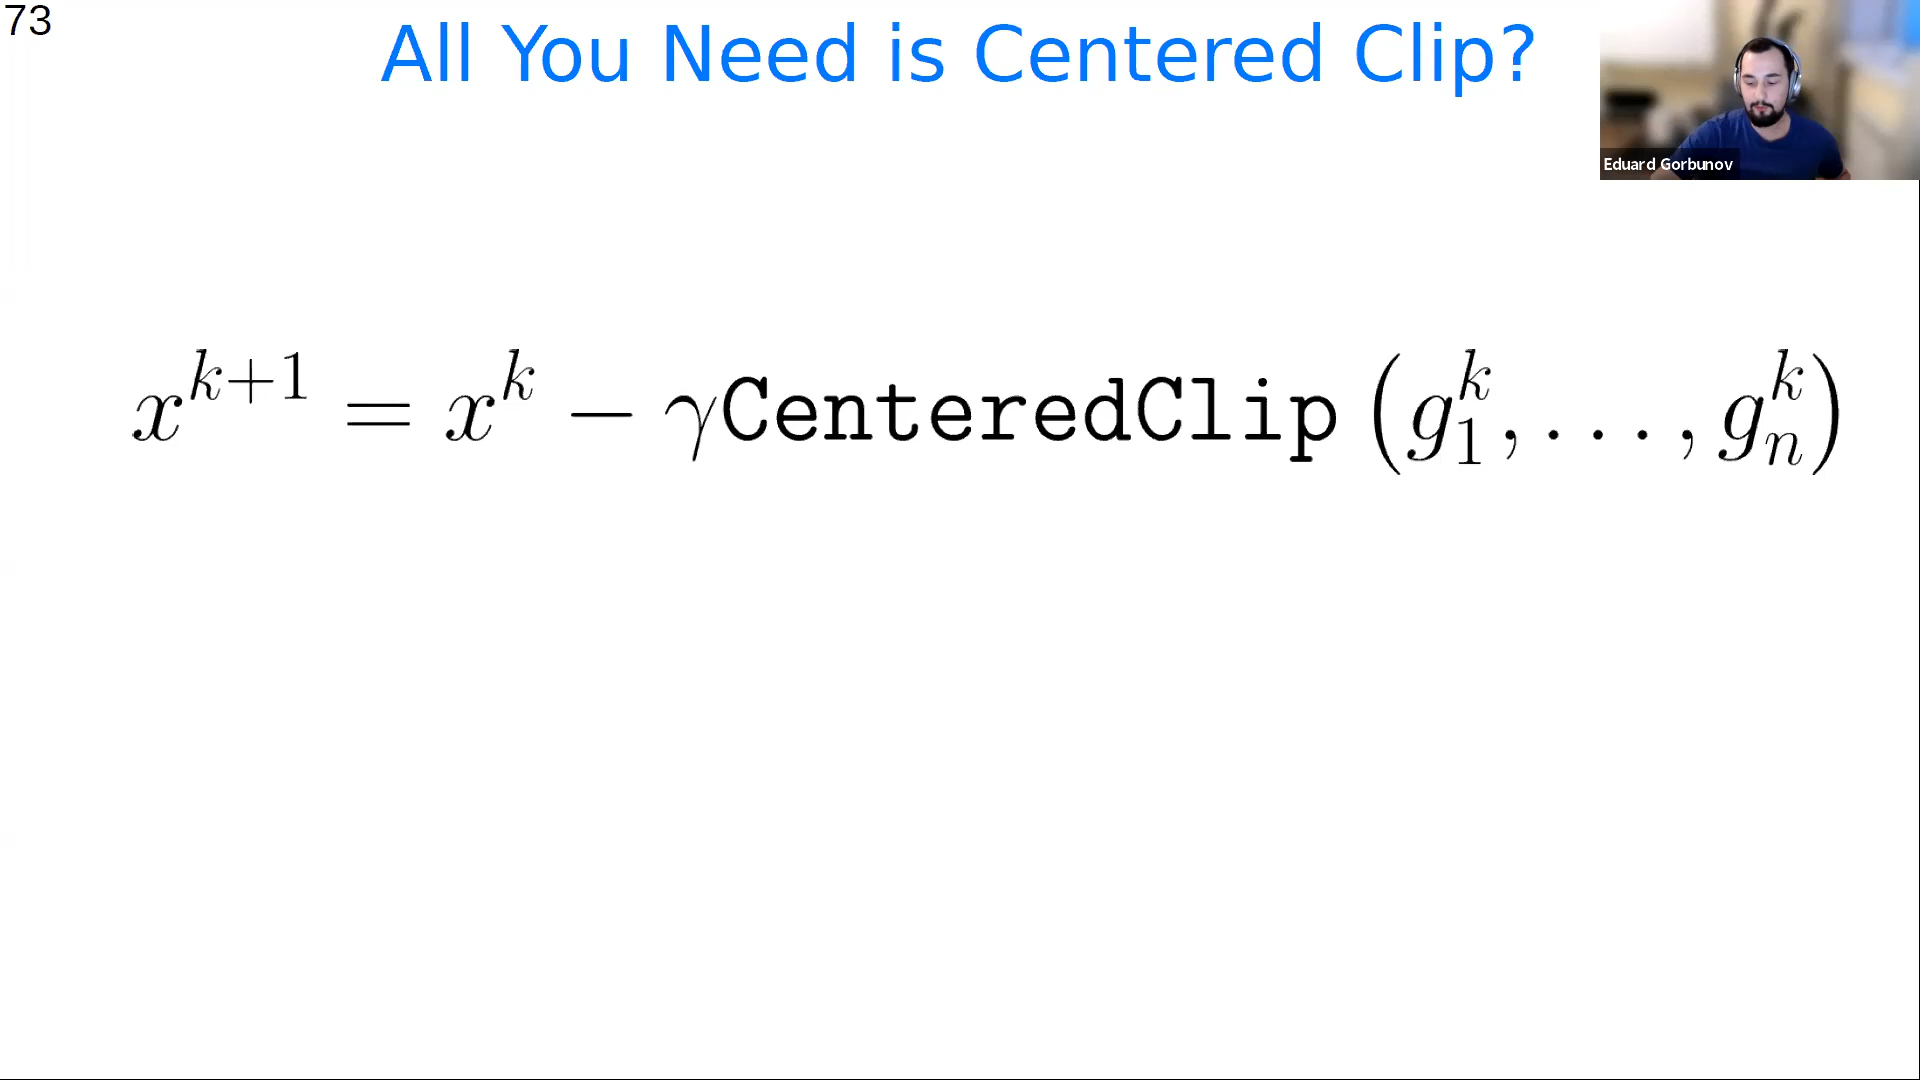 73
All You Need is Centered Clip?
Eduard Gorbunov
x^{k+1} = x^k − γCenteredClip (g_1^k, . . . , g_n^k)